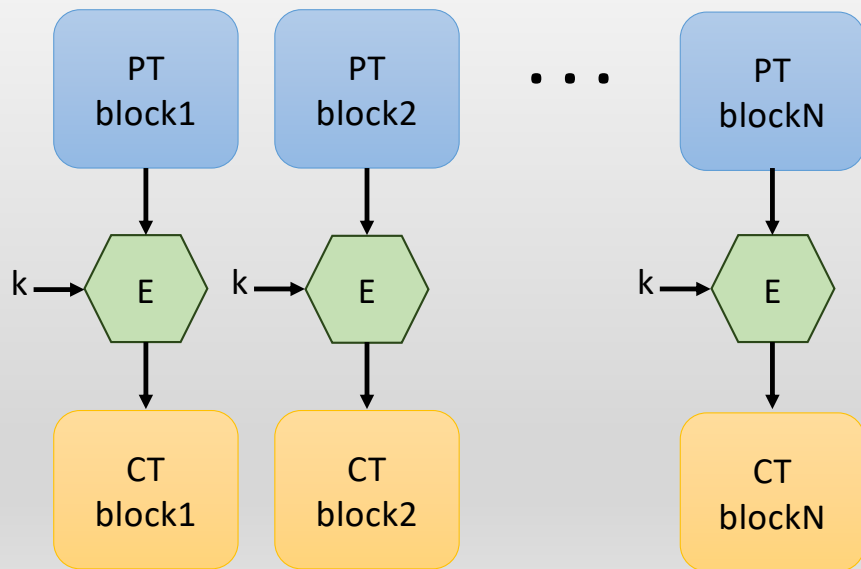 PT
block1
PT
block2
. . .
PT
blockN
k
E
k
E
k
E
CT
block1
CT
block2
CT
blockN